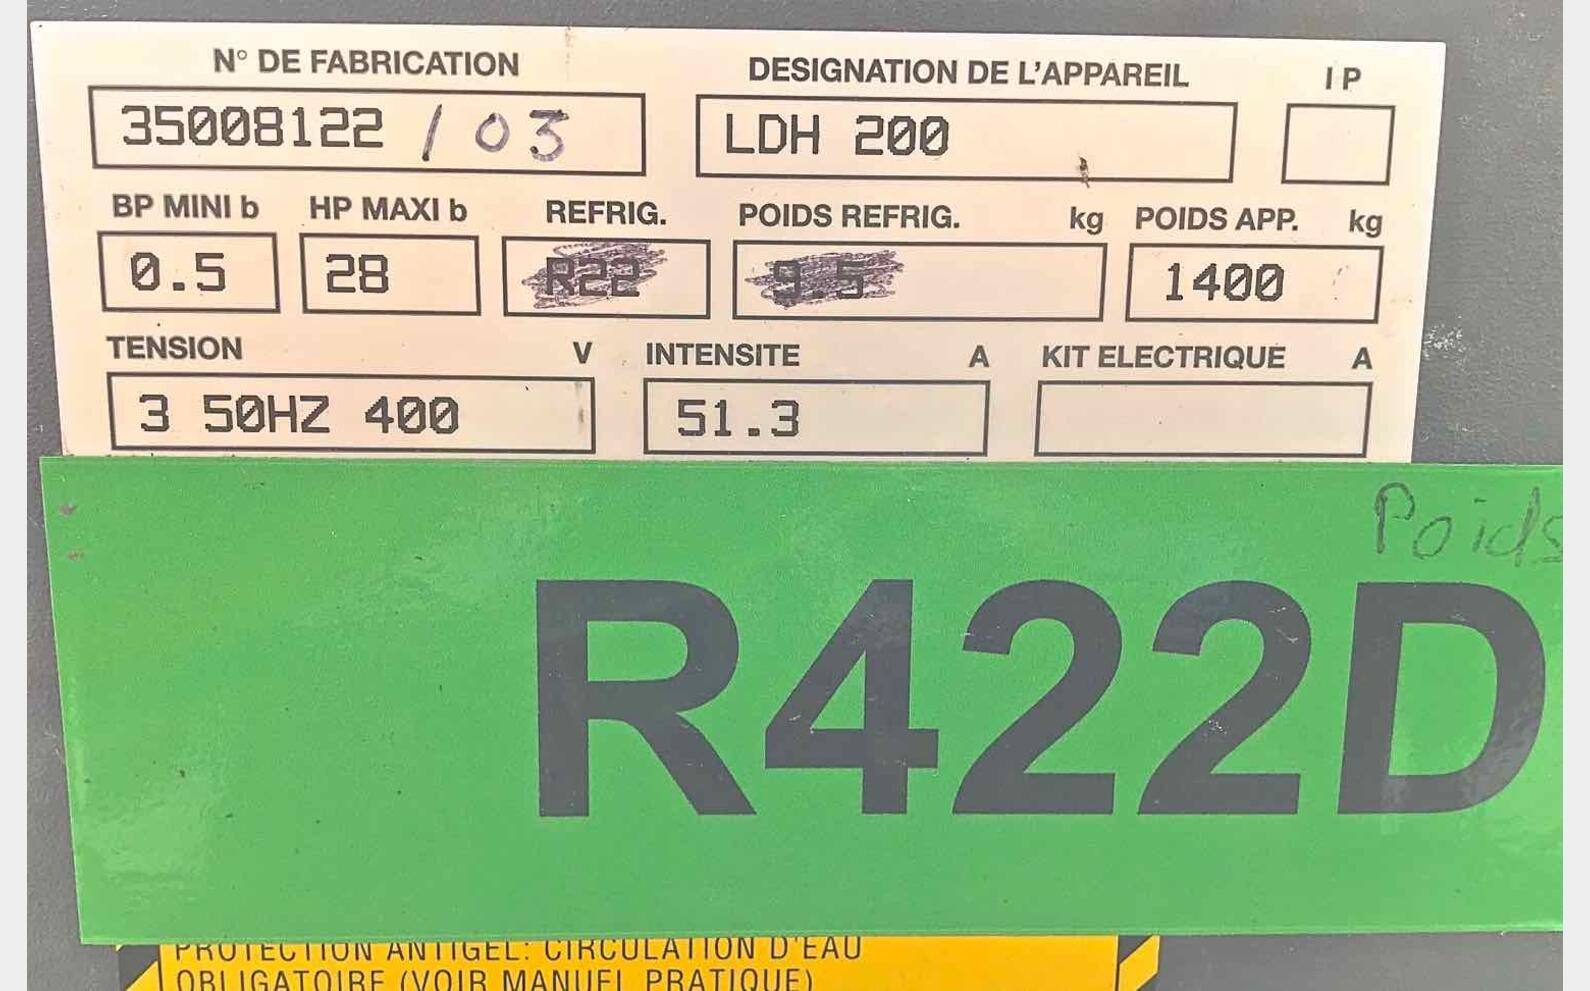 N° DE FABRICATION DESIGNATION DE L'APPAREIL I P
35008122 / 03 LDH 200
BP MINI b HP MAXI b REFRIG. POIDS REFRIG. kg POIDS APP. kg
0.5 28 R22 9.5 1400
TENSION V INTENSITE A KIT ELECTRIQUE A
3 50HZ 400 51.3
Poids
R422D
PROTECTION ANTIGEL: CIRCULATION D'EAU
OBLIGATOIRE (VOIR MANUEL PRATIQUE)